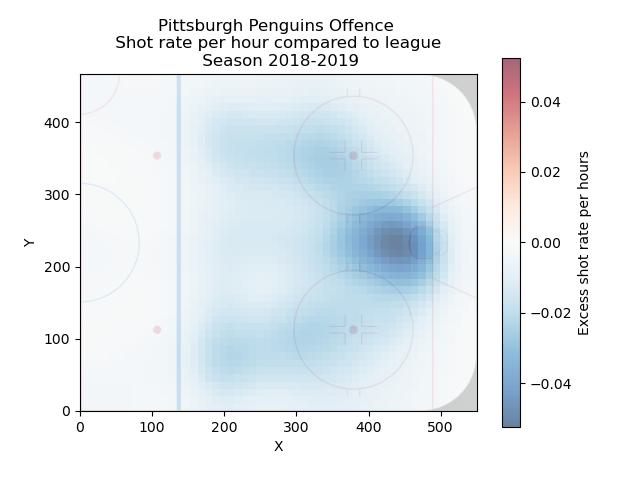 Pittsburgh Penguins Offence
Shot rate per hour compared to league
Season 2018-2019
400
300
200
100
0
Y
0 100 200 300 400 500
X
0.04
0.02
0.00
−0.02
−0.04
Excess shot rate per hours